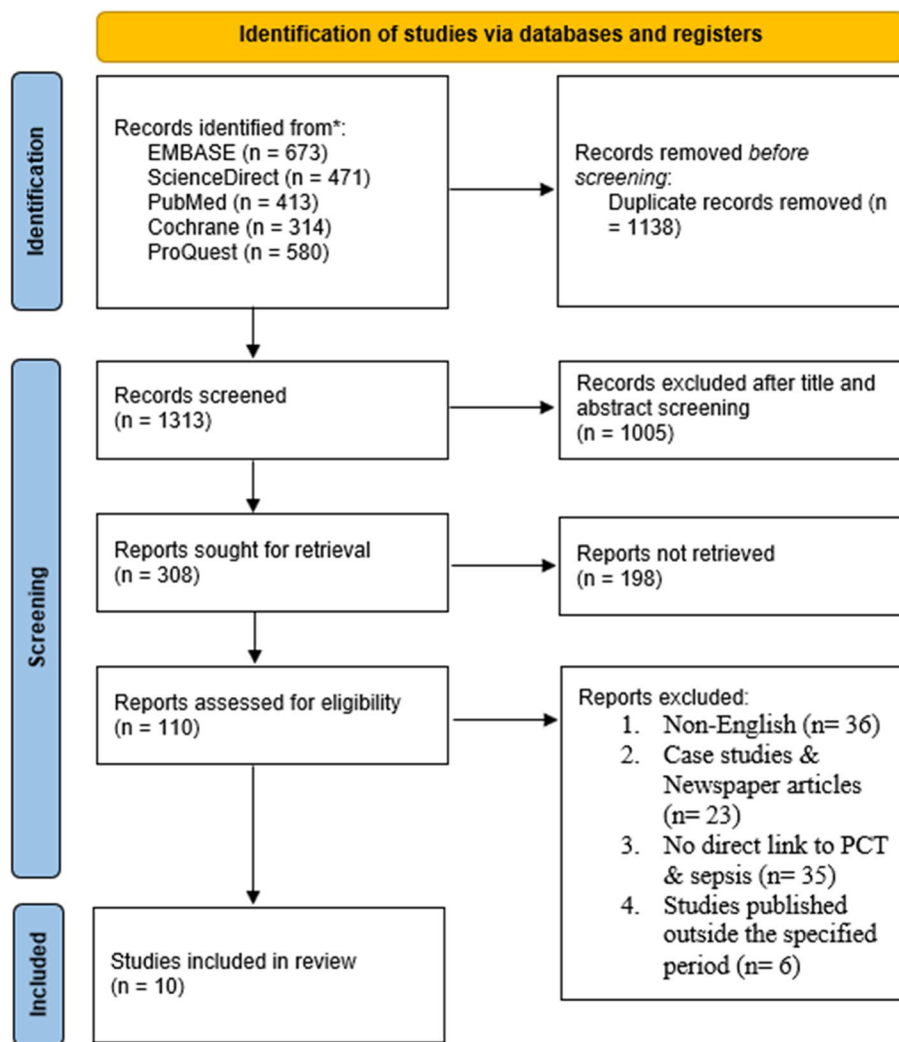 Identification of studies via databases and registers
Identification
Records identified from*:
EMBASE (n = 673)
ScienceDirect (n = 471)
PubMed (n = 413)
Cochrane (n = 314)
ProQuest (n = 580)
Records removed before
screening:
Duplicate records removed (n
= 1138)
Screening
Records screened
(n = 1313)
Records excluded after title and
abstract screening
(n = 1005)
Reports sought for retrieval
(n = 308)
Reports not retrieved
(n = 198)
Reports assessed for eligibility
(n = 110)
Reports excluded:
1. Non-English (n= 36)
2. Case studies &
Newspaper articles
(n= 23)
3. No direct link to PCT
& sepsis (n= 35)
4. Studies published
outside the specified
period (n= 6)
Included
Studies included in review
(n = 10)